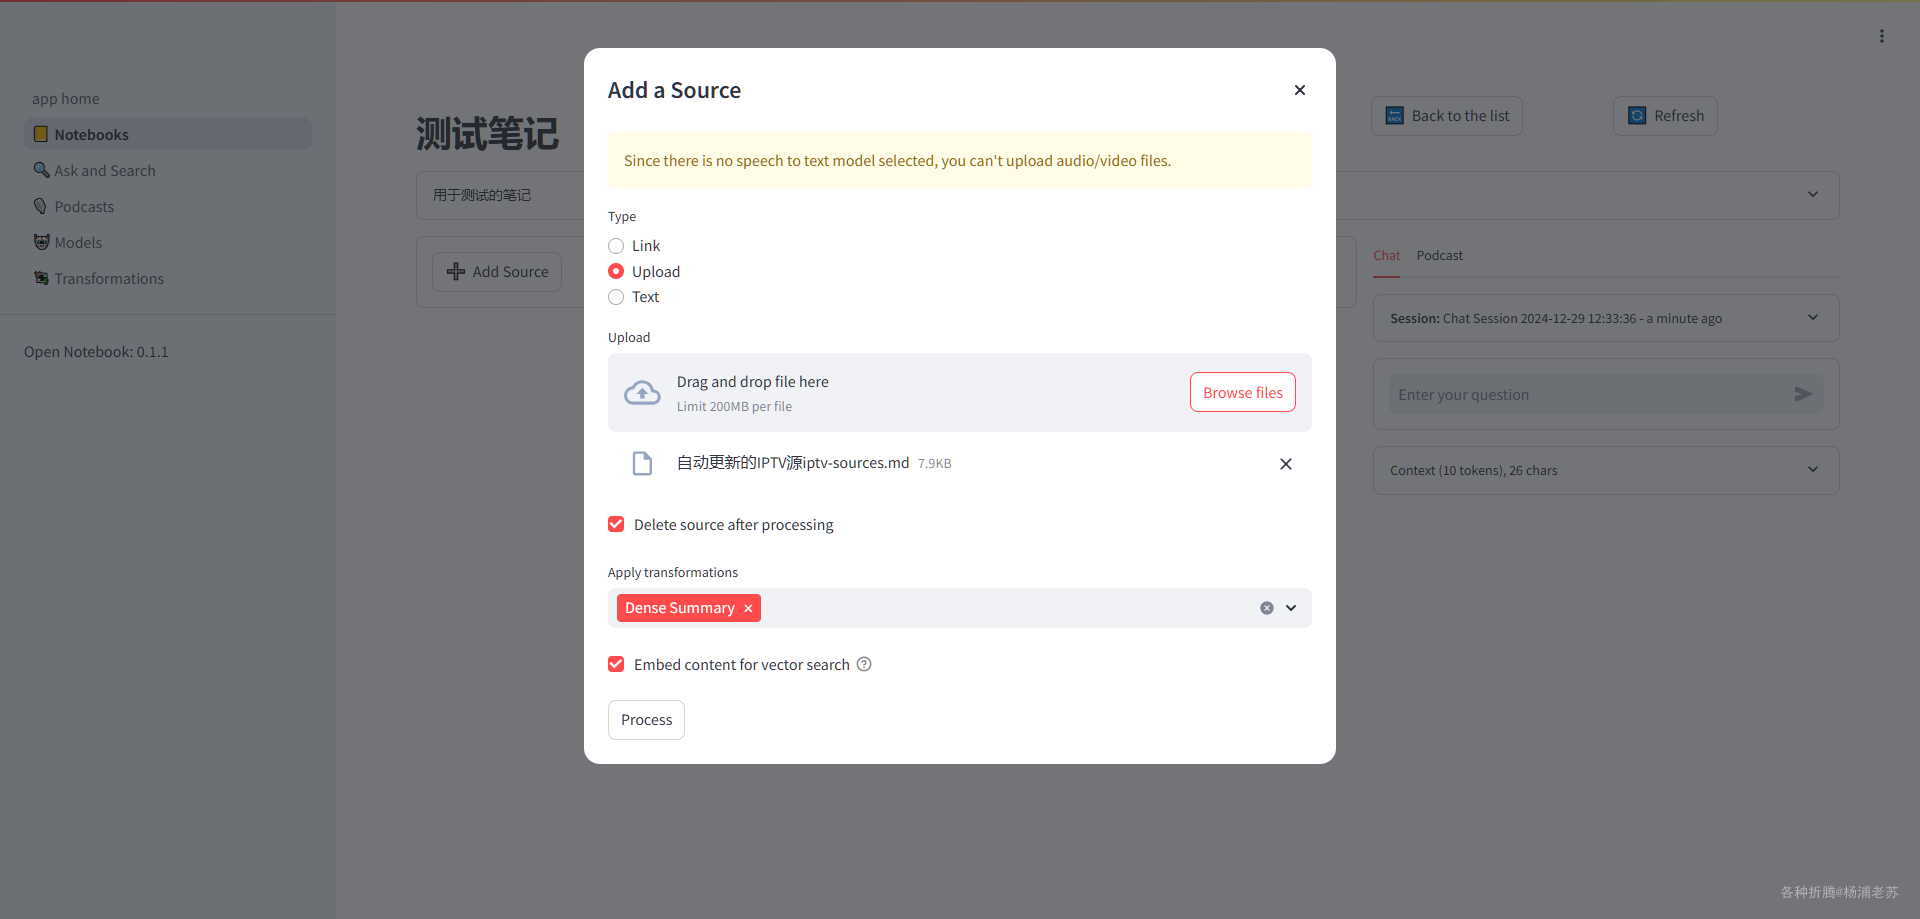 app home
Notebooks
Ask and Search
Podcasts
Models
Transformations
Open Notebook: 0.1.1
测试笔记
用于测试的笔记
Add Source
BACK
Back to the list
Refresh
Chat
Podcast
Session: Chat Session 2024-12-29 12:33:36 - a minute ago
Enter your question
Context (10 tokens), 26 chars
Add a Source
Since there is no speech to text model selected, you can't upload audio/video files.
Type
Link
Upload
Text
Upload
Drag and drop file here
Limit 200MB per file
Browse files
自动更新的IPTV源iptv-sources.md 7.9KB
Delete source after processing
Apply transformations
Dense Summary
Embed content for vector search
Process
各种折腾@杨浦老苏